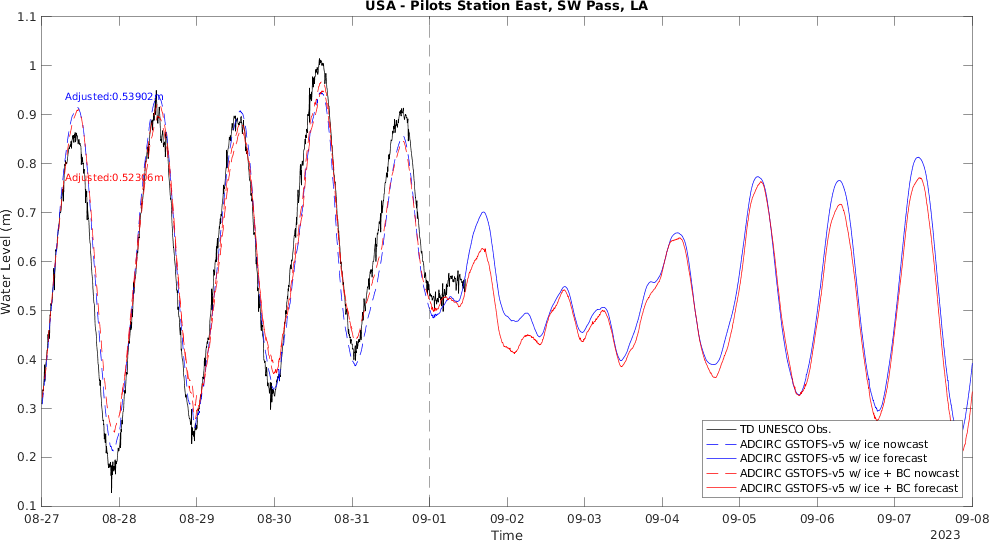 USA - Pilots Station East, SW Pass, LA
Water Level (m)
1.1
1
0.9
0.8
0.7
0.6
0.5
0.4
0.3
0.2
0.1
Adjusted:0.53902m
Adjusted:0.52306m
TD UNESCO Obs.
ADCIRC GSTOFS-v5 w/ ice nowcast
ADCIRC GSTOFS-v5 w/ ice forecast
ADCIRC GSTOFS-v5 w/ ice + BC nowcast
ADCIRC GSTOFS-v5 w/ ice + BC forecast
08-27 08-28 08-29 08-30 08-31 09-01 09-02 09-03 09-04 09-05 09-06 09-07 09-08
Time
2023